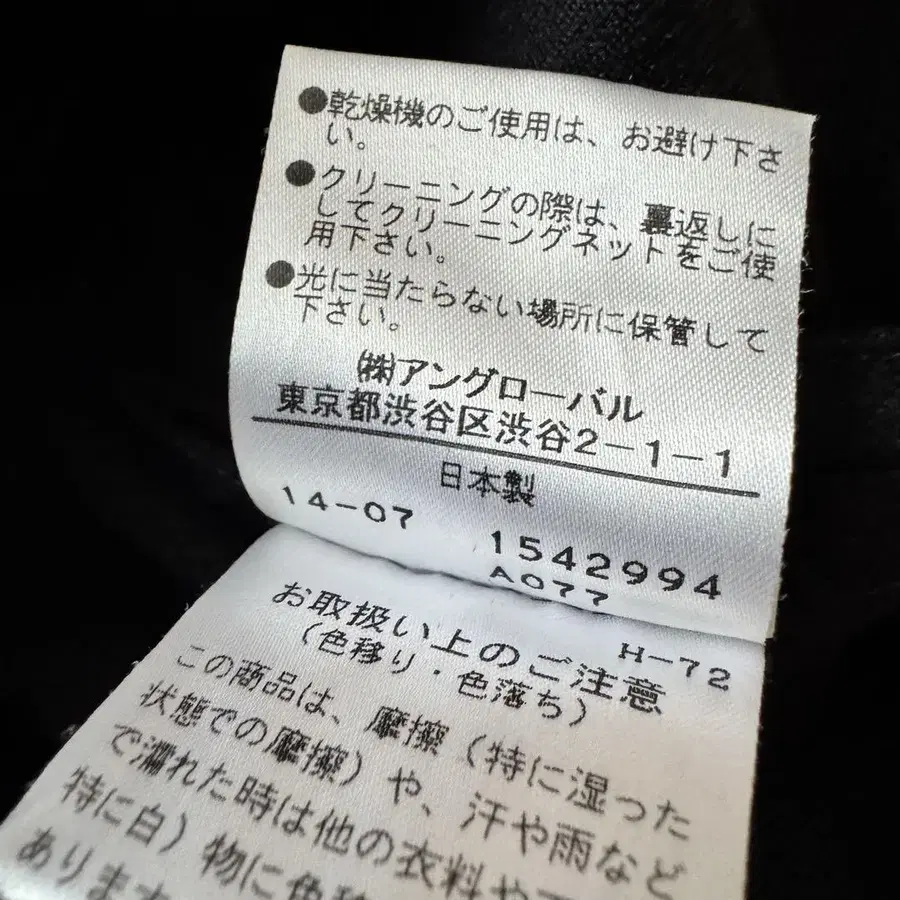 ●乾燥機のご使用は、お避け下さ
い。
●クリーニングの際は、裏返しに
してクリーニングネットをご使
用下さい。
●光に当たらない場所に保管して
下さい。
㈱アングローバル
東京都渋谷区渋谷2-1-1
日本製
14-07
1542994
A077
H-72
お取扱い上のご注意
(色移り・色落ち)
この商品は、摩擦(特に湿った
状態での摩擦)や、汗や雨など
で濡れた時は他の衣料や
特に白)物に色移
あります